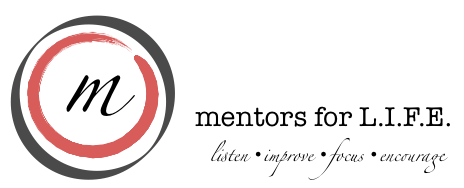 m
mentors for L.I.F.E.
listen • improve • focus • encourage